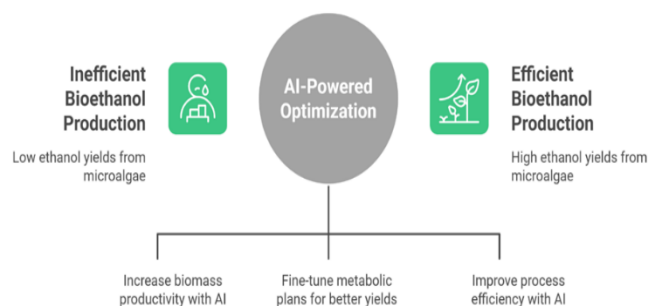 Inefficient
Bioethanol
Production
Low ethanol yields from
microalgae
AI-Powered
Optimization
Efficient
Bioethanol
Production
High ethanol yields from
microalgae
Increase biomass
productivity with AI
Fine-tune metabolic
plans for better yields
Improve process
efficiency with AI